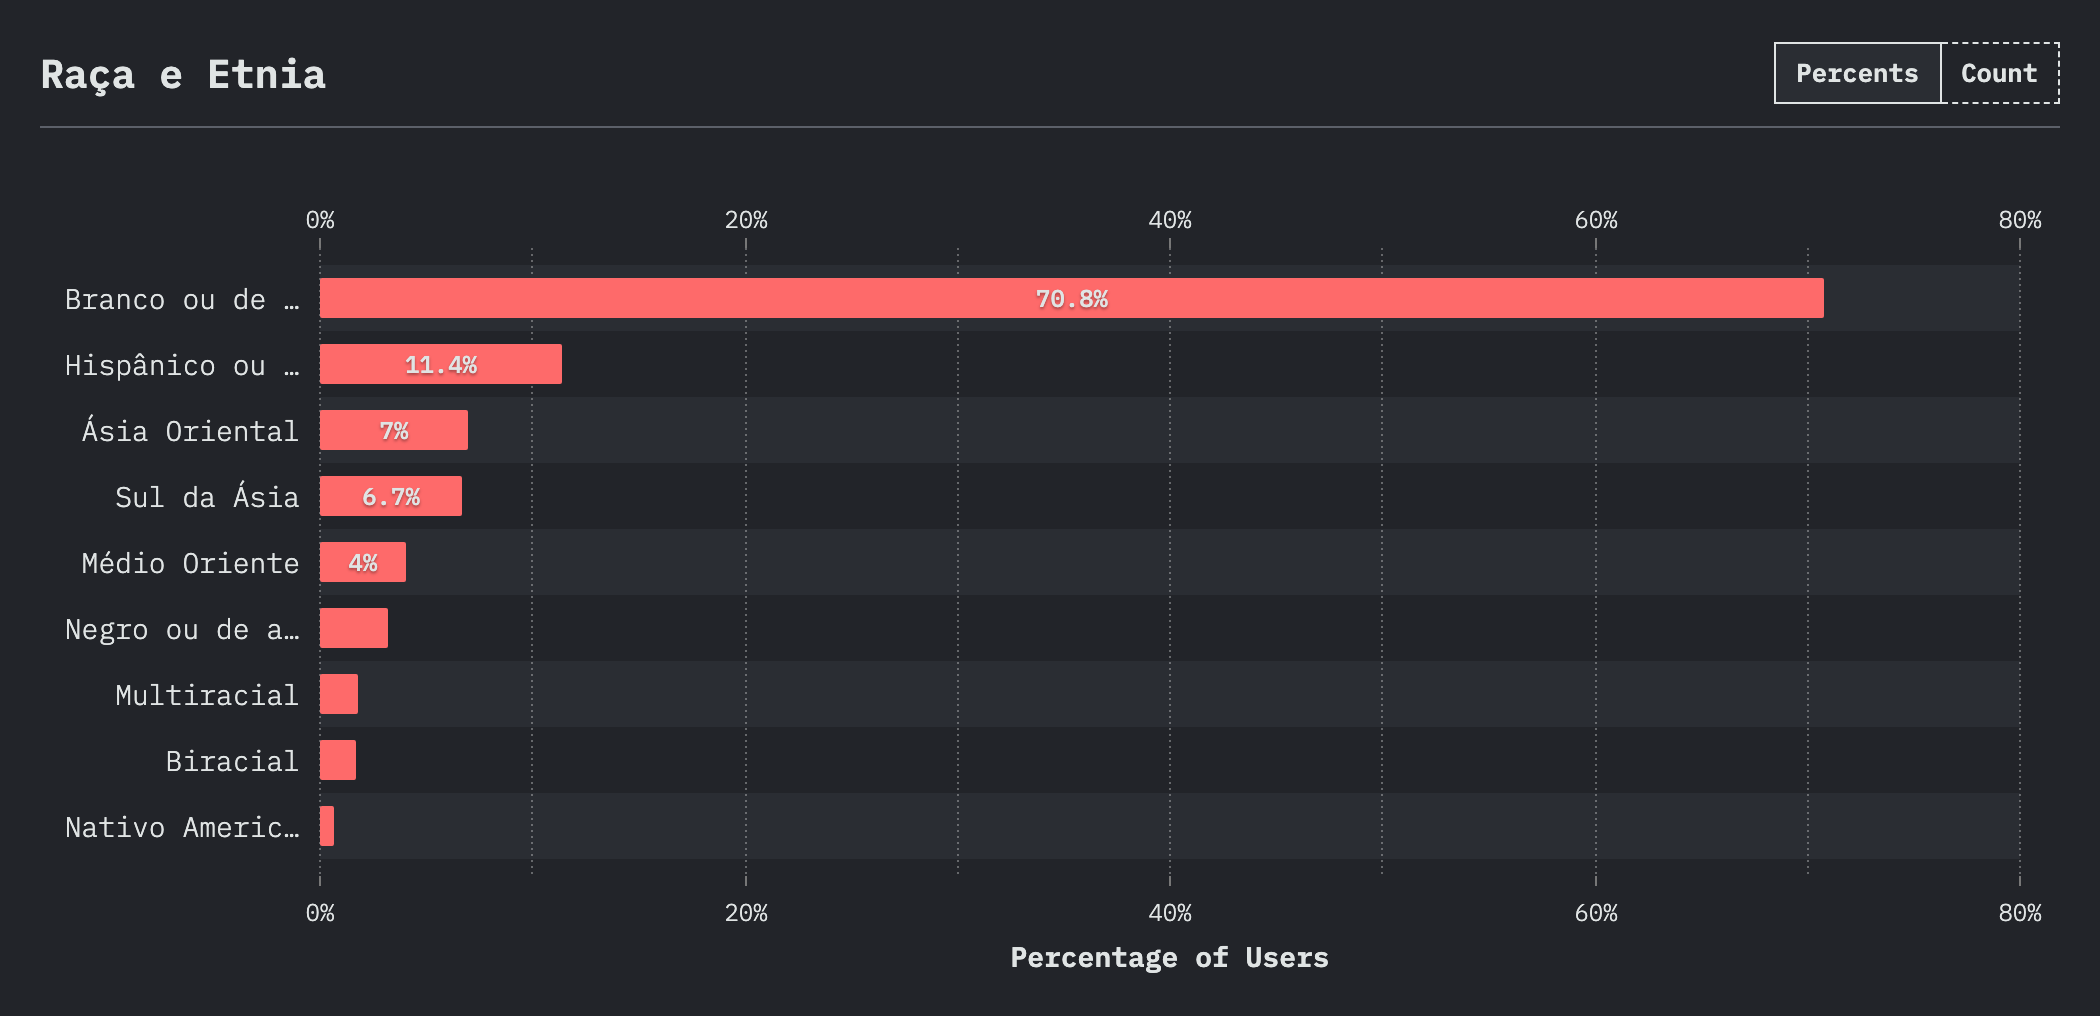 Raça e Etnia
Percents Count
0% 20% 40% 60% 80%
Branco ou de … 70.8%
Hispânico ou … 11.4%
Ásia Oriental 7%
Sul da Ásia 6.7%
Médio Oriente 4%
Negro ou de a…
Multiracial
Biracial
Nativo Americ…
0% 20% 40% 60% 80%
Percentage of Users